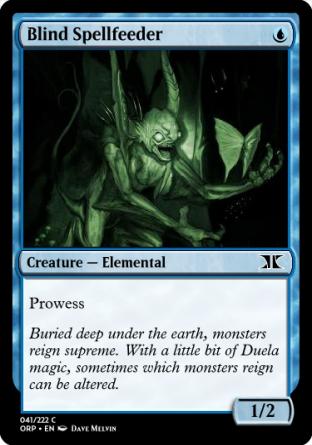 Blind Spellfeeder
Creature — Elemental
Prowess
Buried deep under the earth, monsters
reign supreme. With a little bit of Duela
magic, sometimes which monsters reign
can be altered.
1/2
041/222 C
ORP • EN Dave Melvin